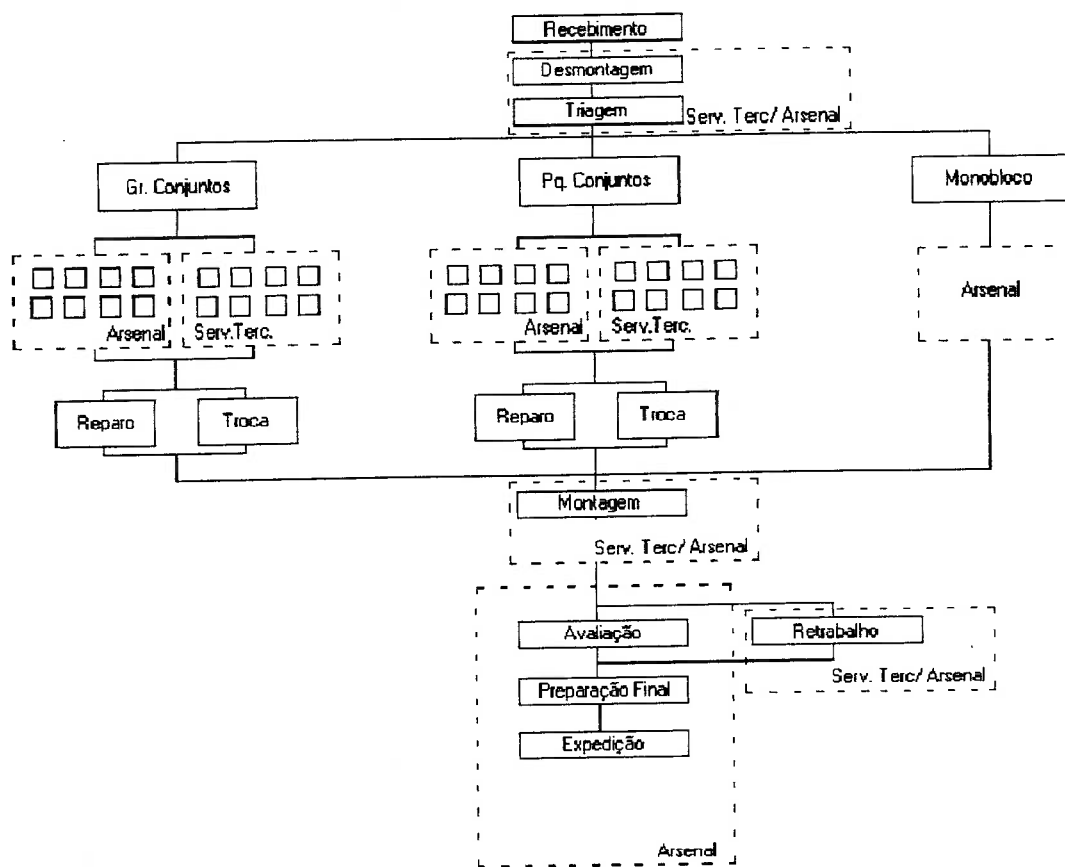 Recebimento
Desmontagem
Triagem
Serv. Terc/ Arsenal
Gr. Conjuntos
Pq. Conjuntos
Monobloco
Arsenal
Serv.Terc.
Arsenal
Serv.Terc.
Arsenal
Reparo
Troca
Reparo
Troca
Montagem
Serv. Terc/ Arsenal
Avaliação
Retrabalho
Serv. Terc/ Arsenal
Preparação Final
Expedição
Arsenal